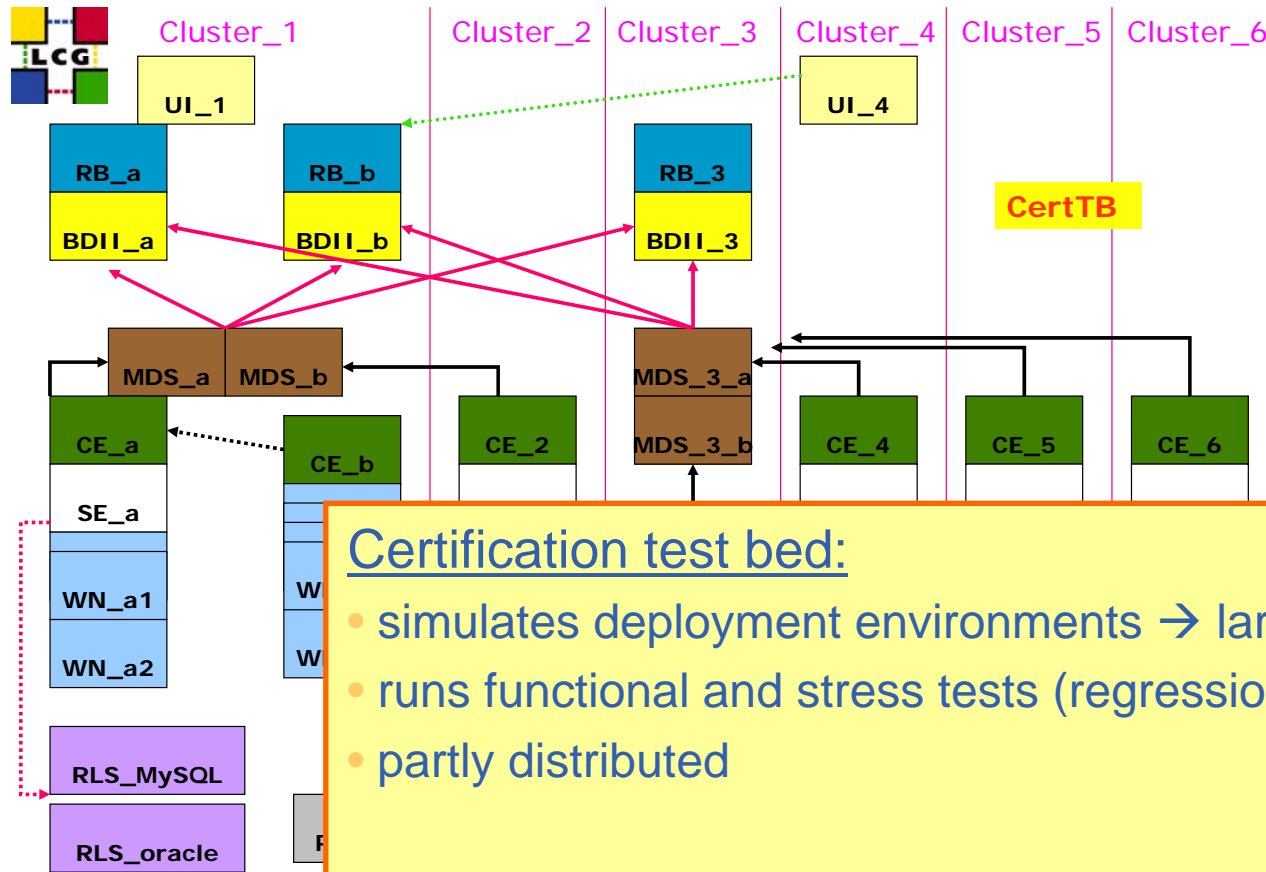 LCG
Cluster_1 Cluster_2 Cluster_3 Cluster_4 Cluster_5 Cluster_6
UI_1 UI_4
RB_a RB_b RB_3
CertTB
BDII_a BDII_b BDII_3
MDS_a MDS_b MDS_3_a
CE_a CE_b CE_2 MDS_3_b CE_4 CE_5 CE_6
SE_a
WN_a1
WN_a2
RLS_MySQL
RLS_oracle
Certification test bed:
• simulates deployment environments →
• runs functional and stress tests
• partly distributed